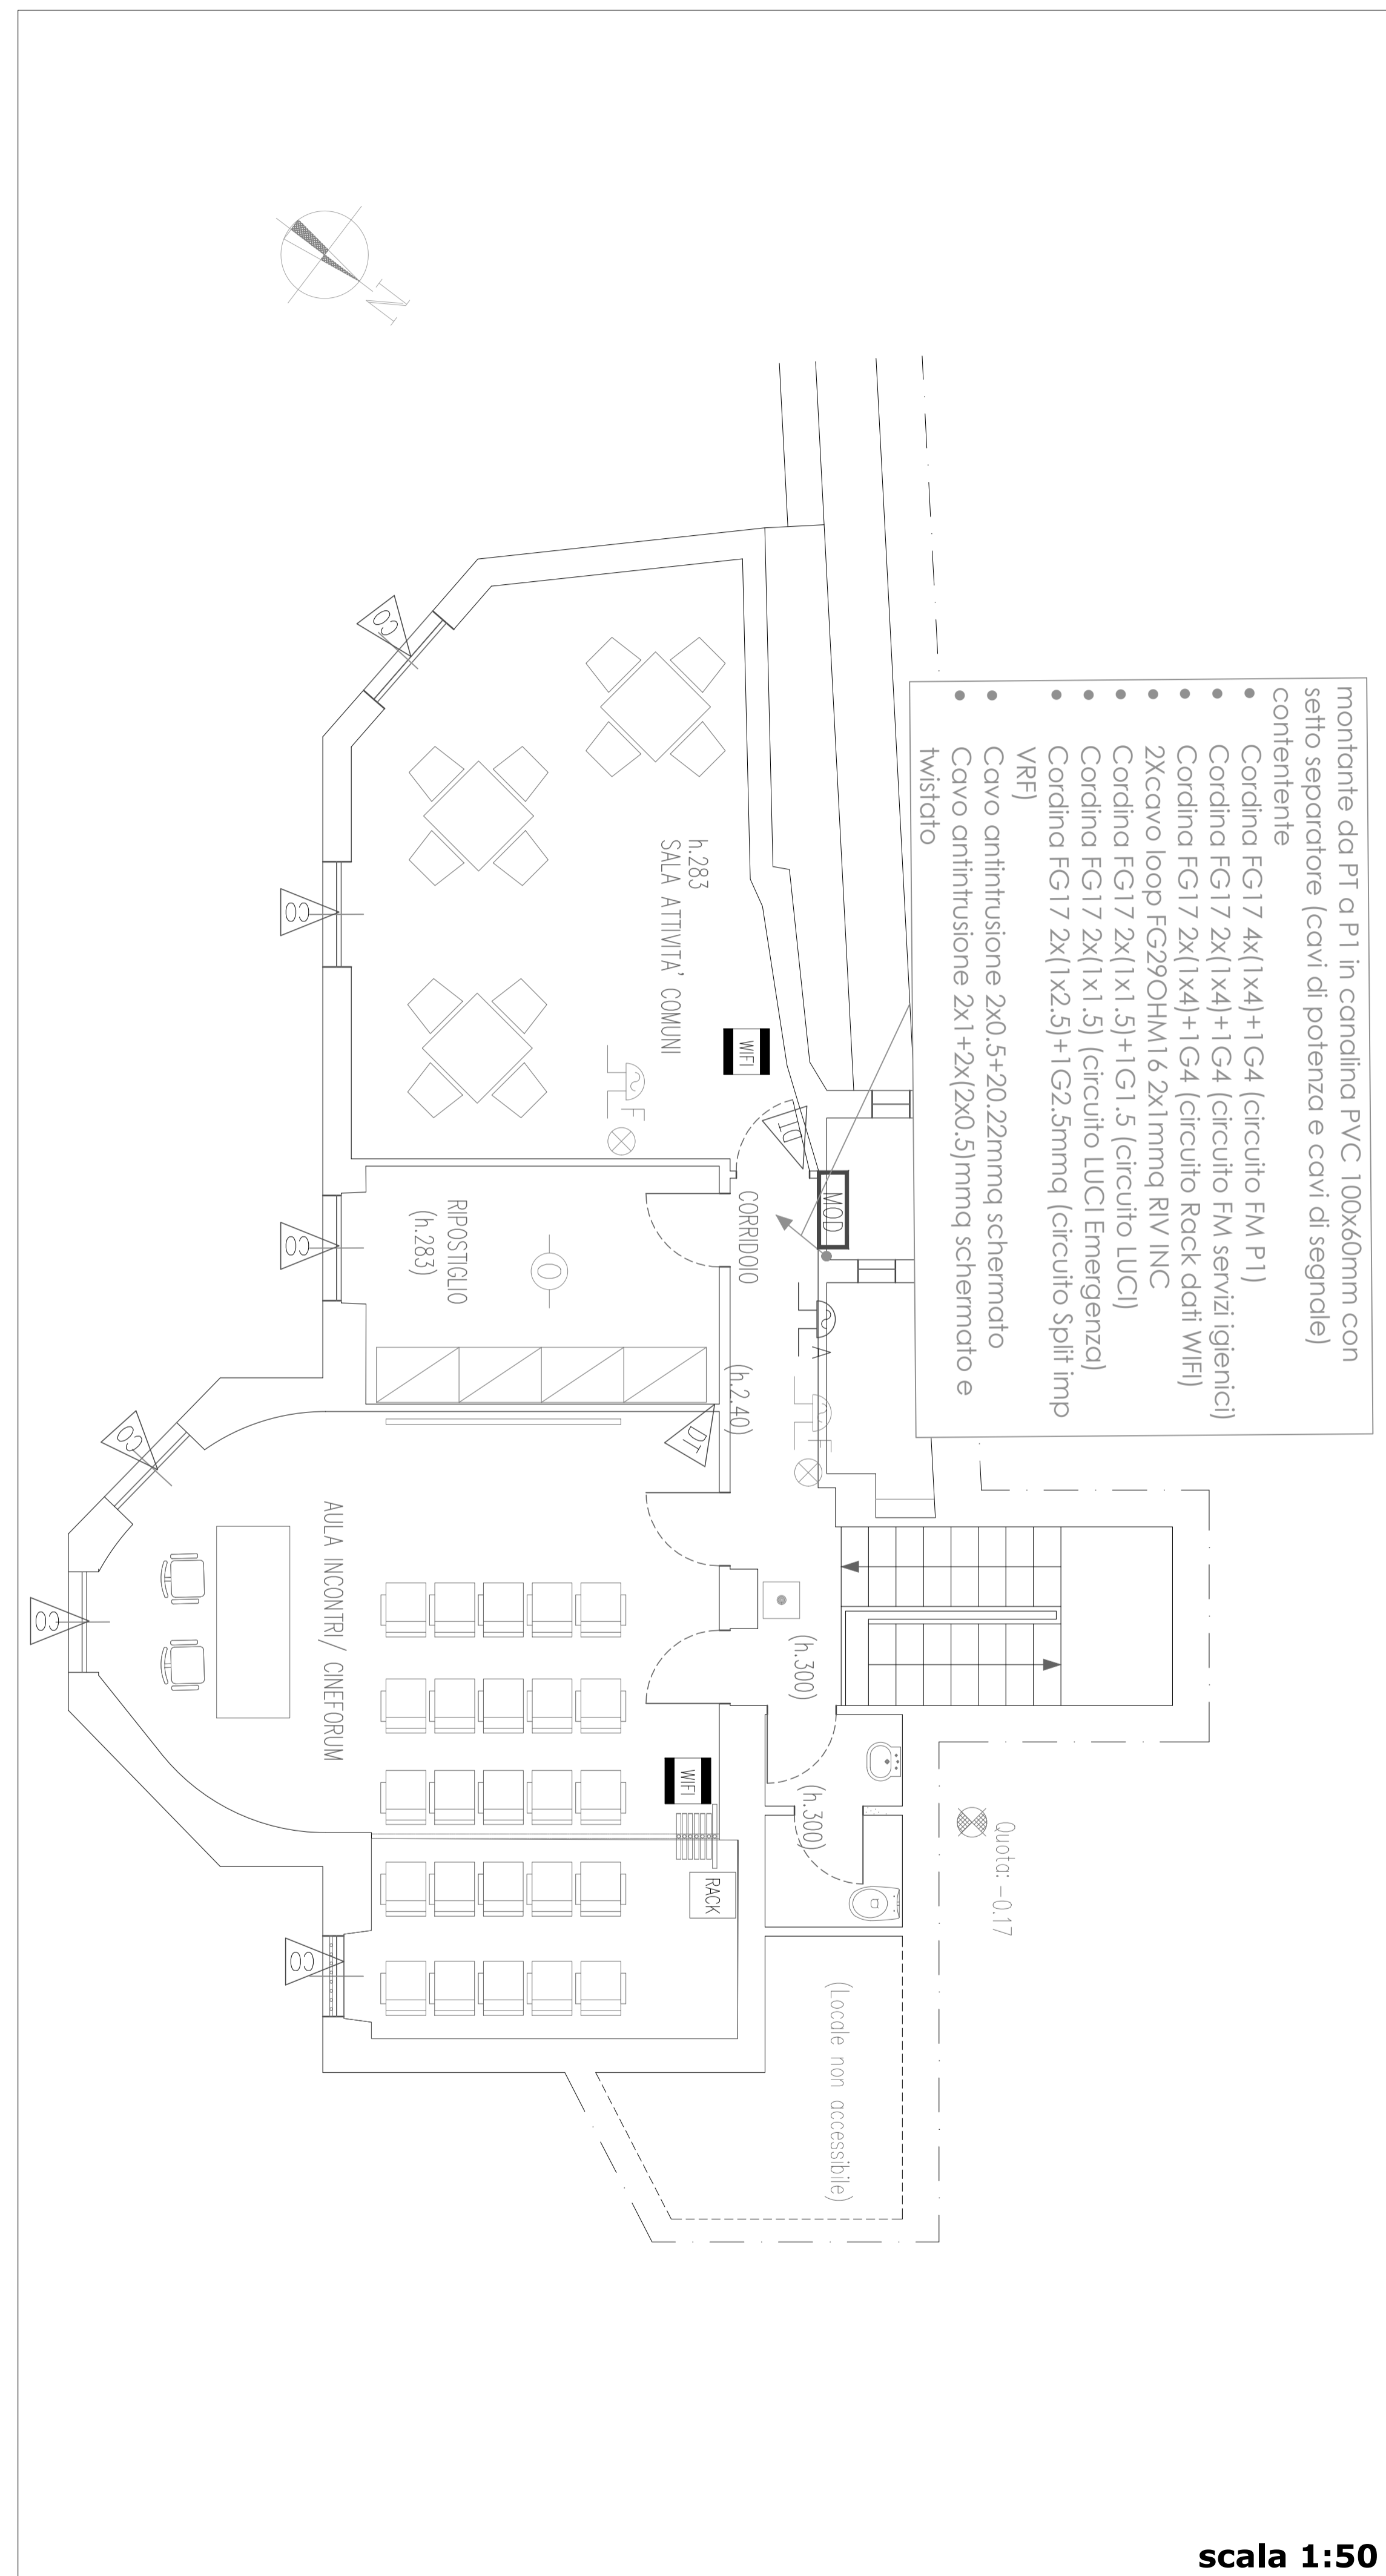 montante da PT a P1 in canalina PVC 100x60mm con
setto separatore (cavi di potenza e cavi di segnale)
contentente
• Cordina FG17 4x(1x4)+1G4 (circuito FM P1)
• Cordina FG17 2x(1x4)+1G4 (circuito FM servizi igienici)
• Cordina FG17 2x(1x4)+1G4 (circuito Rack dati WIFI)
• 2Xcavo loop FG29OHM16 2x1mmq RIV INC
• Cordina FG17 2x(1x1.5)+1G1.5 (circuito LUCI)
• Cordina FG17 2x(1x1.5) (circuito LUCI Emergenza)
• Cordina FG17 2x(1x2.5)+1G2.5mmq (circuito Split imp
VRF)
• Cavo antintrusione 2x0.5+20.22mmq schermato
• Cavo antintrusione 2x1+2x(2x0.5)mmq schermato e
twistato
N
h.283
SALA ATTIVITA' COMUNI
WIFI
F
DT
MOD
CORRIDOIO
RIPOSTIGLIO
(h.283)
O
A
F
(h.2.40)
DT
AULA INCONTRI/ CINEFORUM
(h.300)
(h.300)
WIFI
RACK
Quota: -0.17
(Locale non accessibile)
CO
CO
CO
CO
CO
CO
scala 1:50